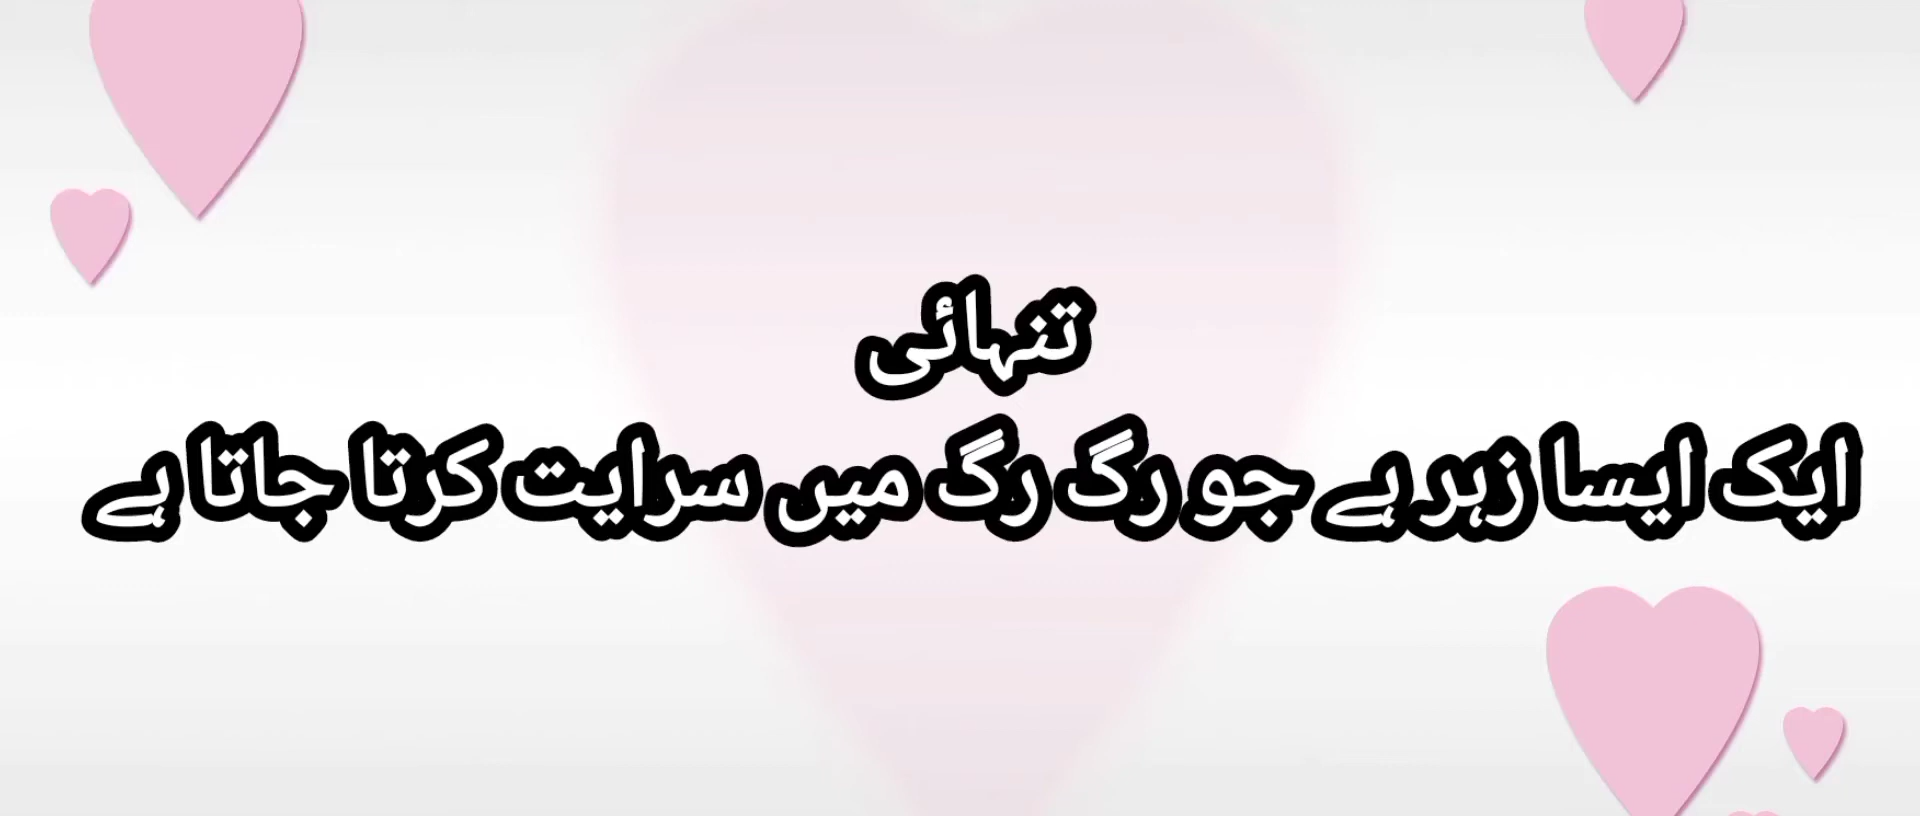 تنہائی
ایک ایسا زہر ہے جو رگ رگ میں سرایت کرتا جاتا ہے